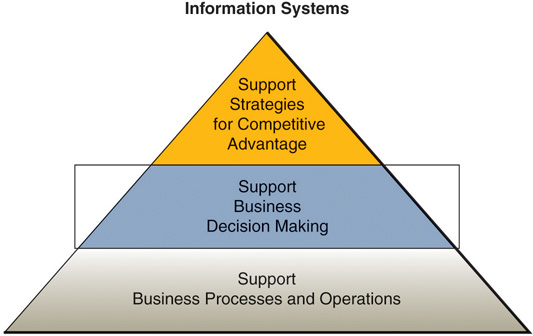 Information Systems
Support
Strategies
for Competitive
Advantage
Support
Business
Decision Making
Support
Business Processes and Operations